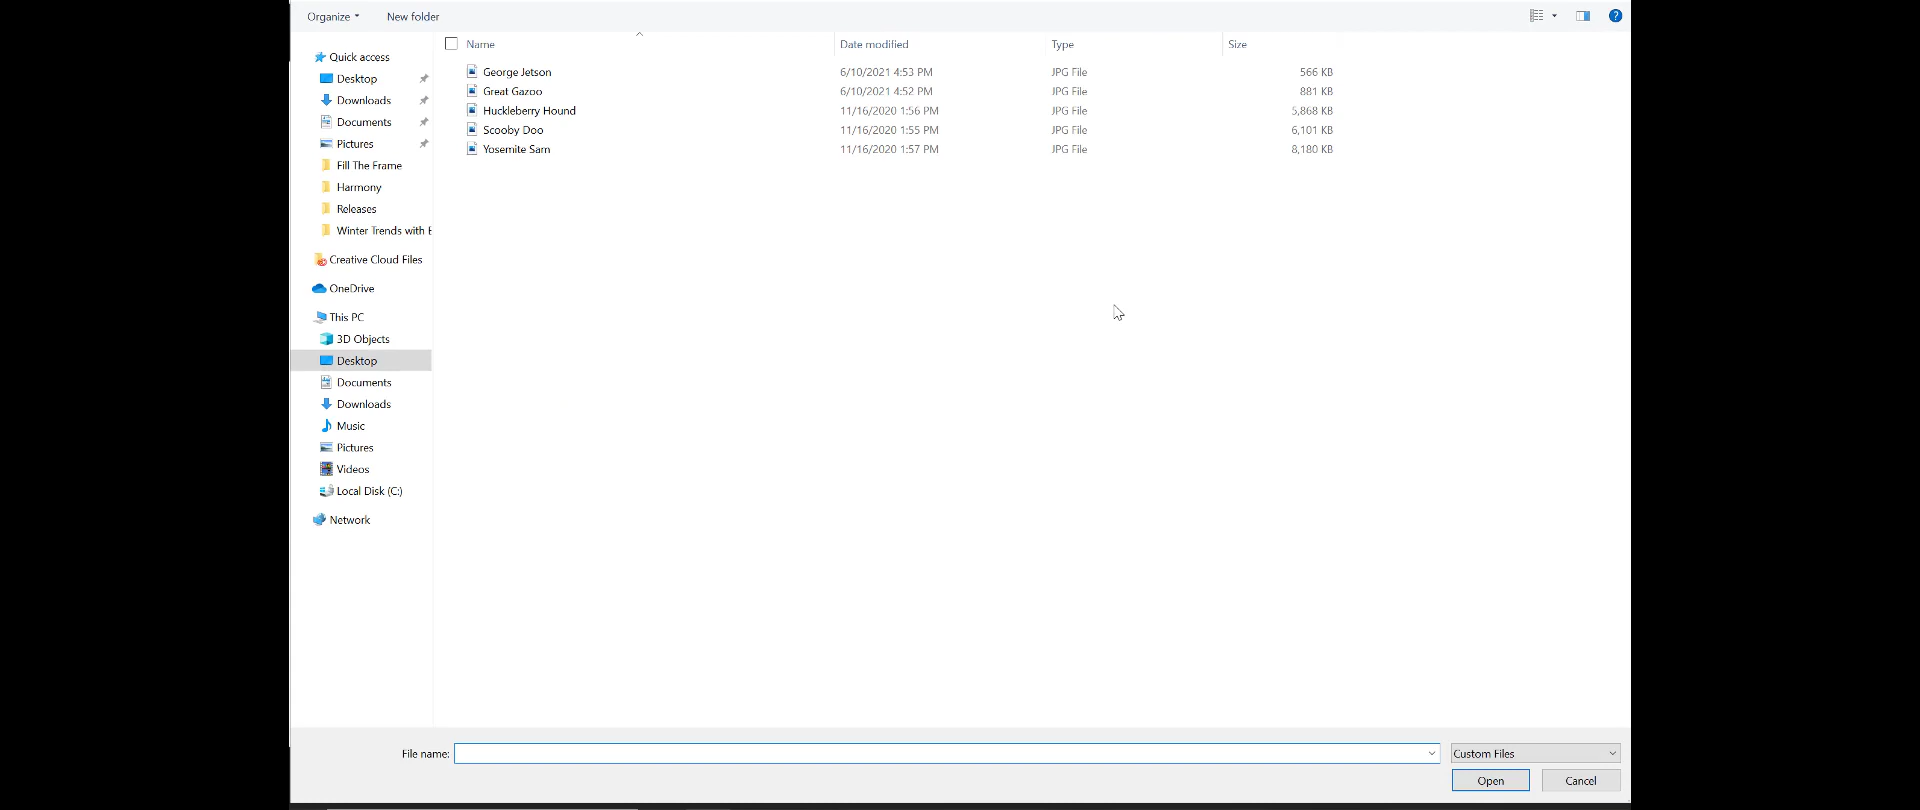 Organize New folder
Name Date modified Type Size
Quick access
Desktop
Downloads
Documents
Pictures
Fill The Frame
Harmony
Releases
Winter Trends with
Creative Cloud Files
OneDrive
This PC
3D Objects
Desktop
Documents
Downloads
Music
Pictures
Videos
Local Disk (C:)
Network
George Jetson 6/10/2021 4:53 PM JPG File 566 KB
Great Gazoo 6/10/2021 4:52 PM JPG File 881 KB
Huckleberry Hound 11/16/2020 1:56 PM JPG File 5,868 KB
Scooby Doo 11/16/2020 1:55 PM JPG File 6,101 KB
Yosemite Sam 11/16/2020 1:57 PM JPG File 8,180 KB
File name: Custom Files
Open Cancel